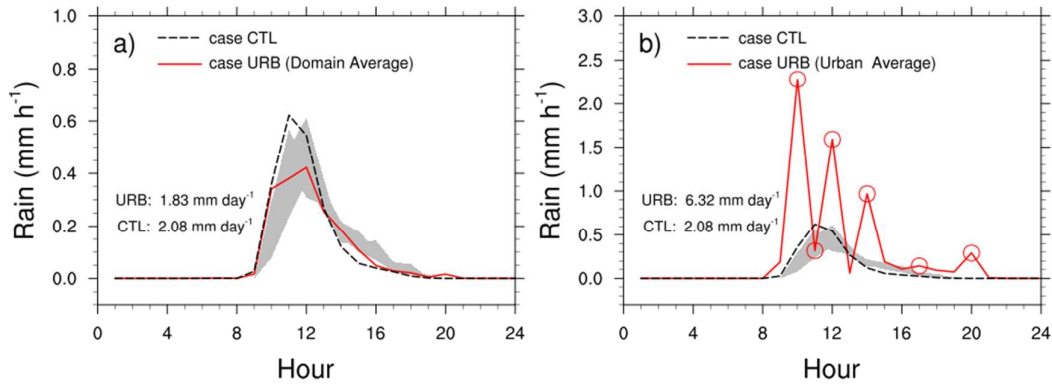 a)
case CTL
case URB (Domain Average)
URB: 1.83 mm day-1
CTL: 2.08 mm day-1
Rain (mm h-1)
1.0
0.8
0.6
0.4
0.2
0.0
0 4 8 12 16 20 24
Hour
b)
case CTL
case URB (Urban Average)
URB: 6.32 mm day-1
CTL: 2.08 mm day-1
Rain (mm h-1)
3.0
2.5
2.0
1.5
1.0
0.5
0.0
0 4 8 12 16 20 24
Hour